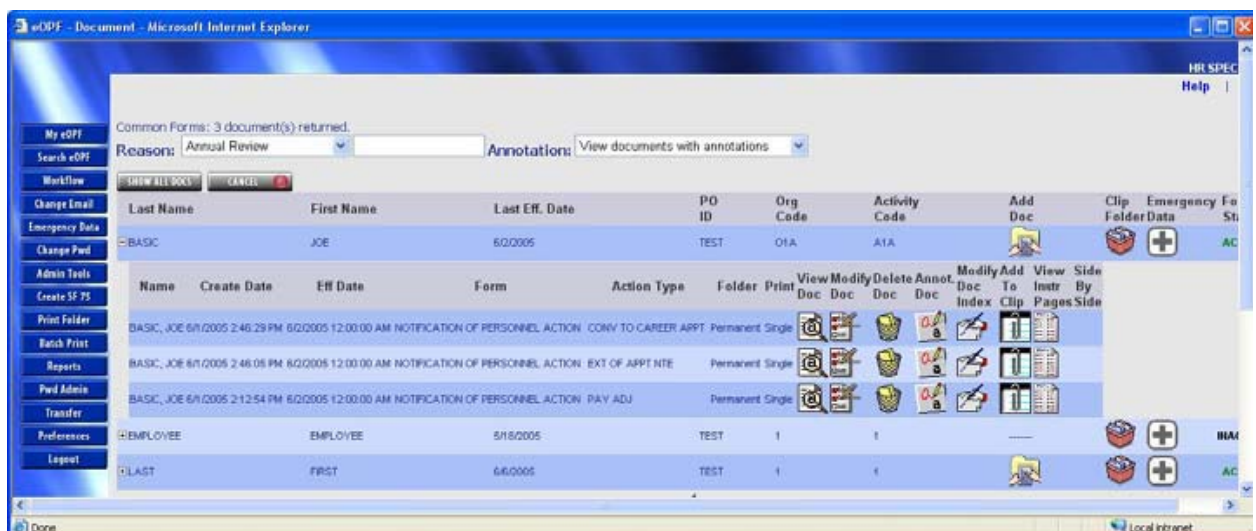 eOPF - Document - Microsoft Internet Explorer
HR SPEC
Help |
My eOPF
Search eOPF
Workflow
Change Email
Emergency Data
Change Pwd
Admin Tools
Create SF 75
Print Folder
Batch Print
Reports
Pwd Admin
Transfer
Preferences
Logout
Common Forms: 3 document(s) returned.
Reason: Annual Review Annotation: View documents with annotations
SHOW ALL DOCS CANCEL
Last Name First Name Last Eff. Date PO ID Org Code Activity Code Add Doc Clip Folder Emergency Data Fo Sta
BASIC JOE 6/2/2005 TEST 01A A1A AC
Name Create Date Eff Date Form Action Type Folder Print View Doc Modify Doc Delete Doc Annot. Doc Modify Doc Index Add To Clip View Instr Pages Side By Side
BASIC, JOE 6/1/2005 2:46:29 PM 6/2/2005 12:00:00 AM NOTIFICATION OF PERSONNEL ACTION CONV TO CAREER APPT Permanent Single
BASIC, JOE 6/1/2005 2:46:05 PM 6/2/2005 12:00:00 AM NOTIFICATION OF PERSONNEL ACTION EXT OF APPT NTE Permanent Single
BASIC, JOE 6/1/2005 2:12:54 PM 6/2/2005 12:00:00 AM NOTIFICATION OF PERSONNEL ACTION PAY ADJ Permanent Single
EMPLOYEE EMPLOYEE 5/18/2005 TEST 1 1 ------ INAC
LAST FIRST TEST 1 1 AC
Done Local intranet